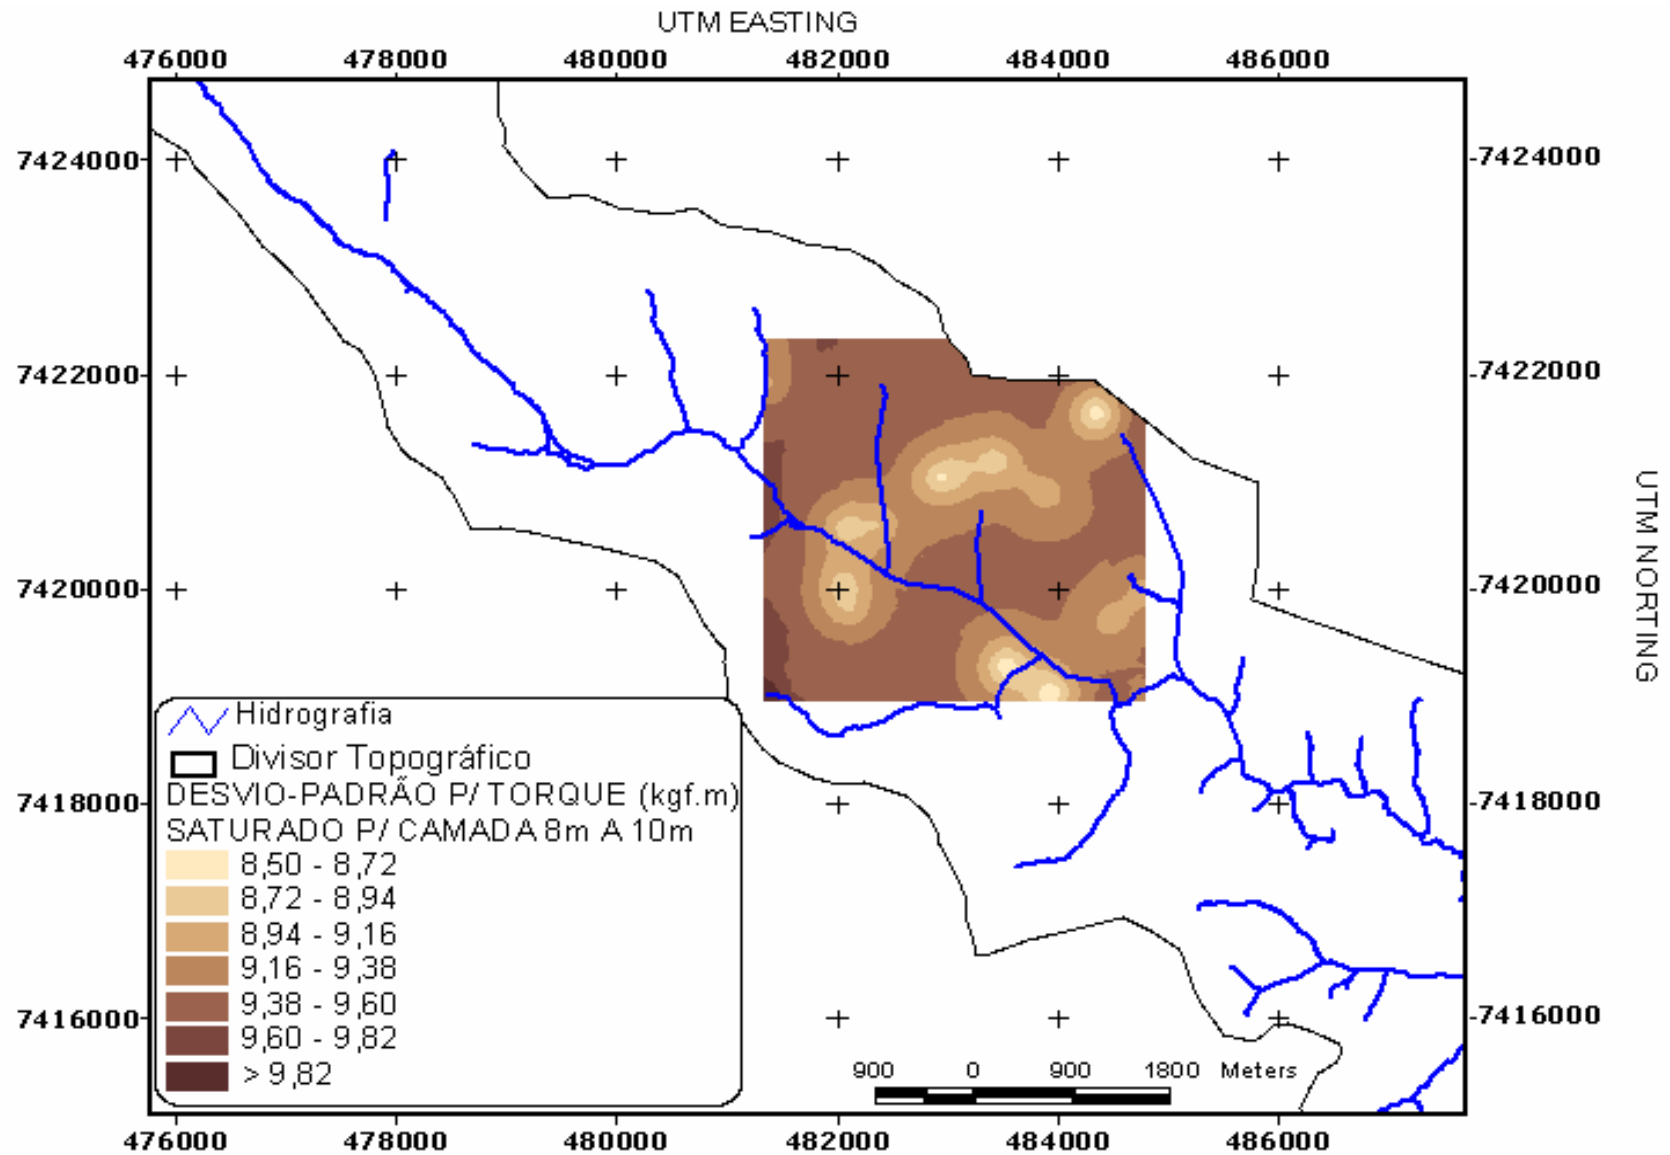 UTM EASTING
476000 478000 480000 482000 484000 486000
7424000 -7424000
7422000 -7422000
7420000 -7420000
7418000 -7418000
7416000 -7416000
UTM NORTING
Hidrografia
Divisor Topográfico
DESVIO-PADRÃO P/ TORQUE (kgf.m)
SATURADO P/ CAMADA 8m A 10m
8,50 - 8,72
8,72 - 8,94
8,94 - 9,16
9,16 - 9,38
9,38 - 9,60
9,60 - 9,82
> 9,82
900 0 900 1800 Meters
476000 478000 480000 482000 484000 486000